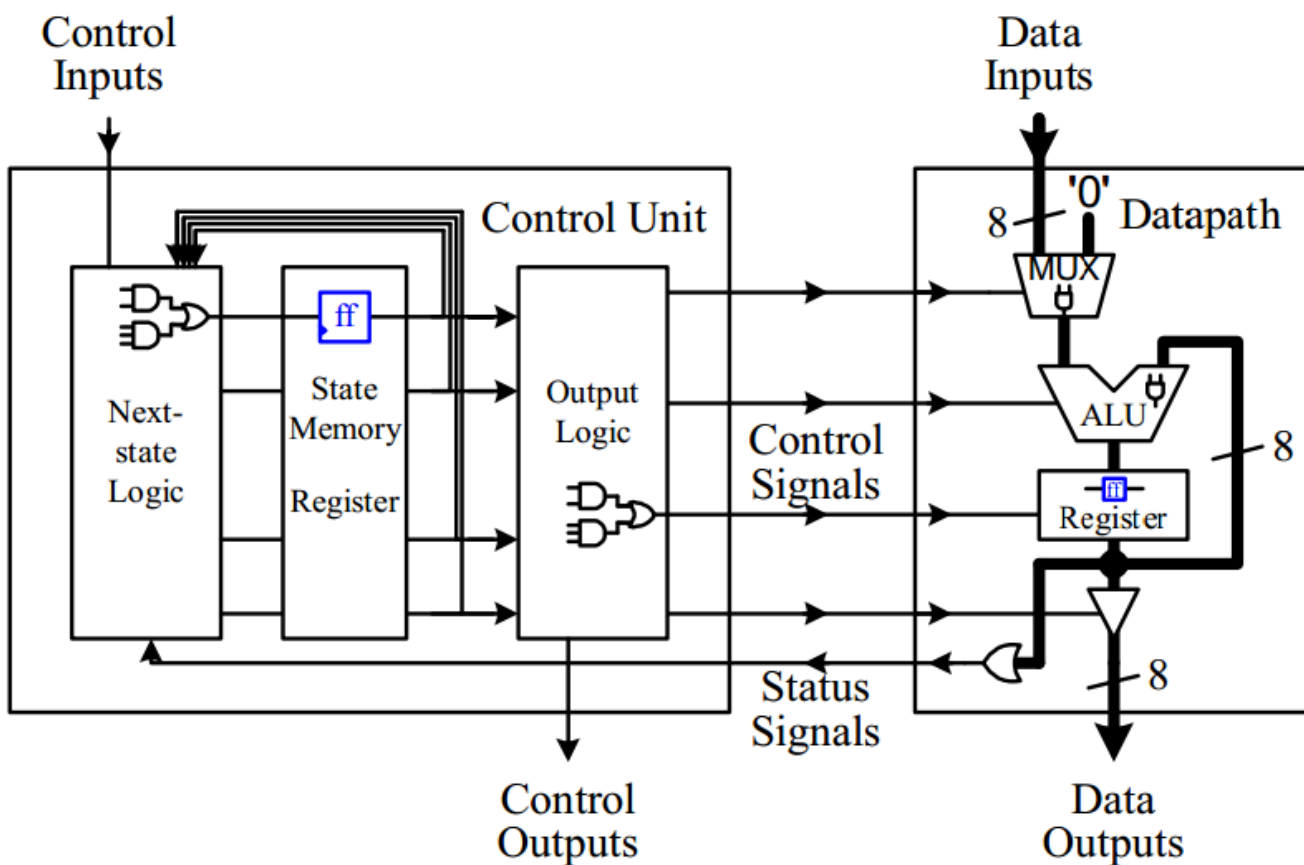 Control
Inputs
Data
Inputs
Control Unit
8
'0'
Datapath
MUX
ff
Next-
state
Logic
State
Memory
Register
Output
Logic
ALU
Control
Signals
8
ff
Register
Status
Signals
8
Control
Outputs
Data
Outputs